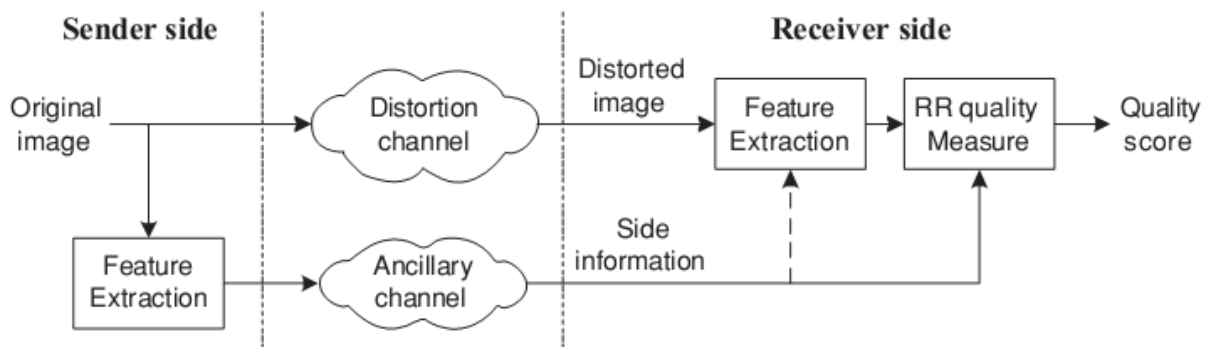 Sender side
Receiver side
Original
image
Distortion
channel
Distorted
image
Feature
Extraction
RR quality
Measure
Quality
score
Feature
Extraction
Ancillary
channel
Side
information